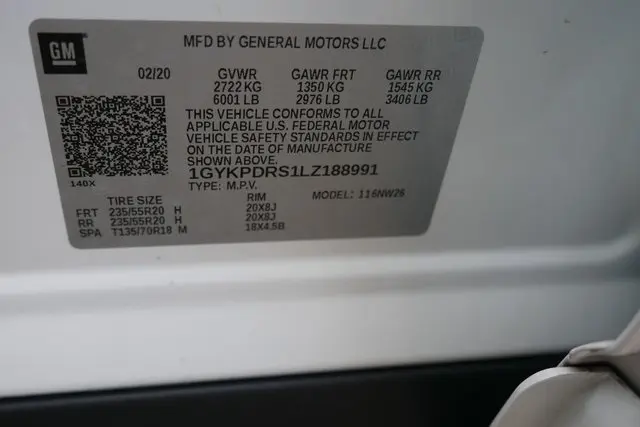 GM
MFD BY GENERAL MOTORS LLC
02/20 GVWR GAWR FRT GAWR RR
2722 KG 1350 KG 1545 KG
6001 LB 2976 LB 3406 LB
THIS VEHICLE CONFORMS TO ALL
APPLICABLE U.S. FEDERAL MOTOR
VEHICLE SAFETY STANDARDS IN EFFECT
ON THE DATE OF MANUFACTURE
SHOWN ABOVE.
1GYKPDRS1LZ188991
140X
TYPE: M.P.V. MODEL: 116NW26
TIRE SIZE RIM
FRT 235/55R20 H 20X8J
RR 235/55R20 H 20X8J
SPA T135/70R18 M 18X4.5B